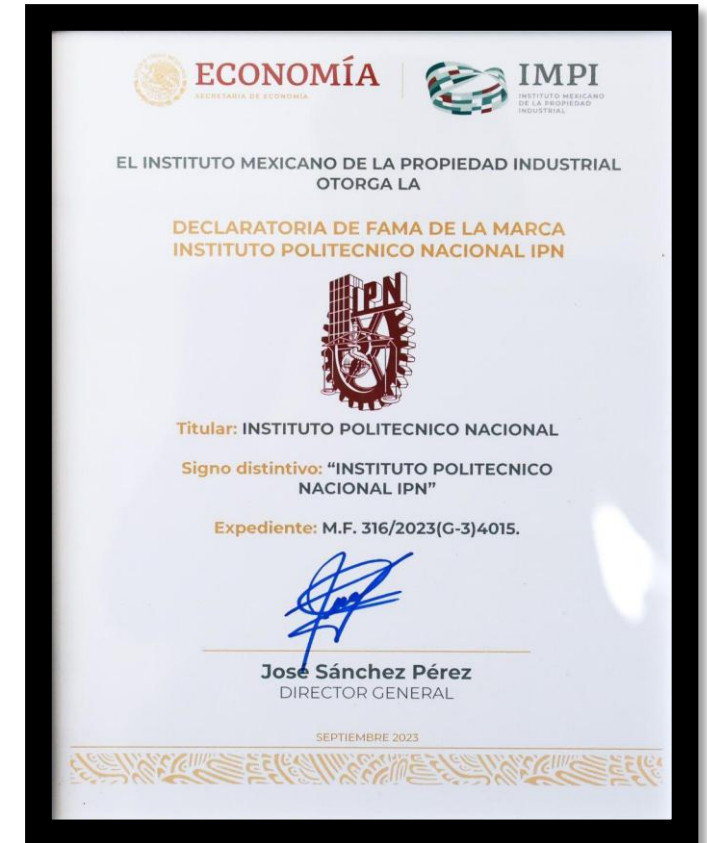 ECONOMÍA
SECRETARÍA DE ECONOMÍA
IMPI
INSTITUTO MEXICANO
DE LA PROPIEDAD
INDUSTRIAL
EL INSTITUTO MEXICANO DE LA PROPIEDAD INDUSTRIAL
OTORGA LA
DECLARATORIA DE FAMA DE LA MARCA
INSTITUTO POLITECNICO NACIONAL IPN
IPN
Titular: INSTITUTO POLITECNICO NACIONAL
Signo distintivo: “INSTITUTO POLITECNICO
NACIONAL IPN”
Expediente: M.F. 316/2023(G-3)4015.
José Sánchez Pérez
DIRECTOR GENERAL
SEPTIEMBRE 2023